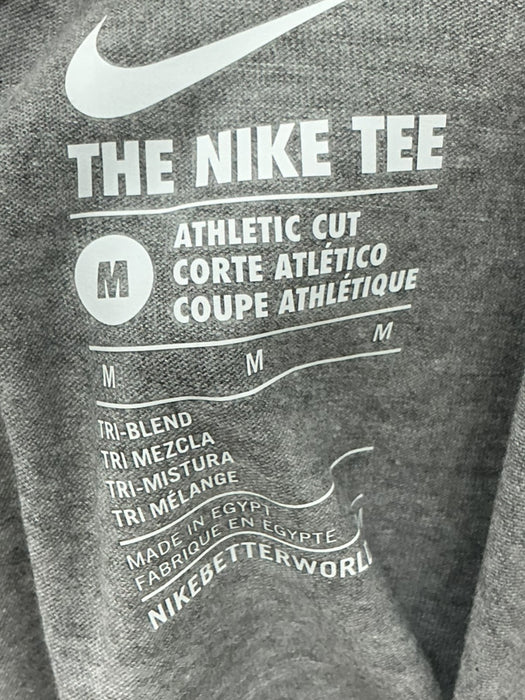 THE NIKE TEE
M
ATHLETIC CUT
CORTE ATLÉTICO
COUPE ATHLÉTIQUE
M M M
TRI-BLEND
TRI MEZCLA
TRI-MISTURA
TRI MÉLANGE
MADE IN EGYPT
FABRIQUE EN EGYPTE
NIKEBETTERWORL